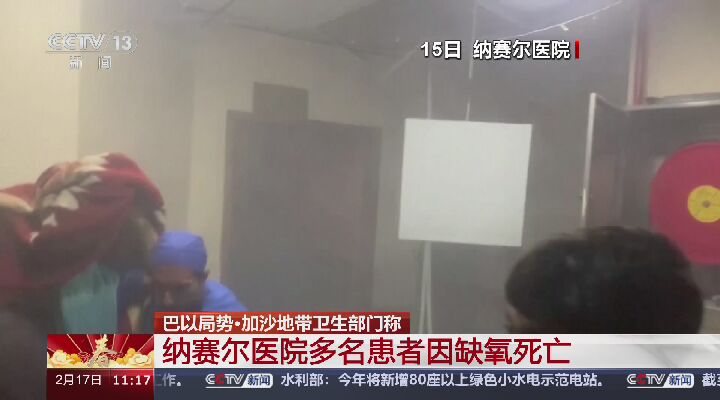 CCTV 13
新闻
15日 纳赛尔医院
巴以局势·加沙地带卫生部门称
纳赛尔医院多名患者因缺氧死亡
春
2月17日 11:17 工作。 CCTV新闻 水利部：今年将新增80座以上绿色小水电示范电站。 CCTV新闻 截至